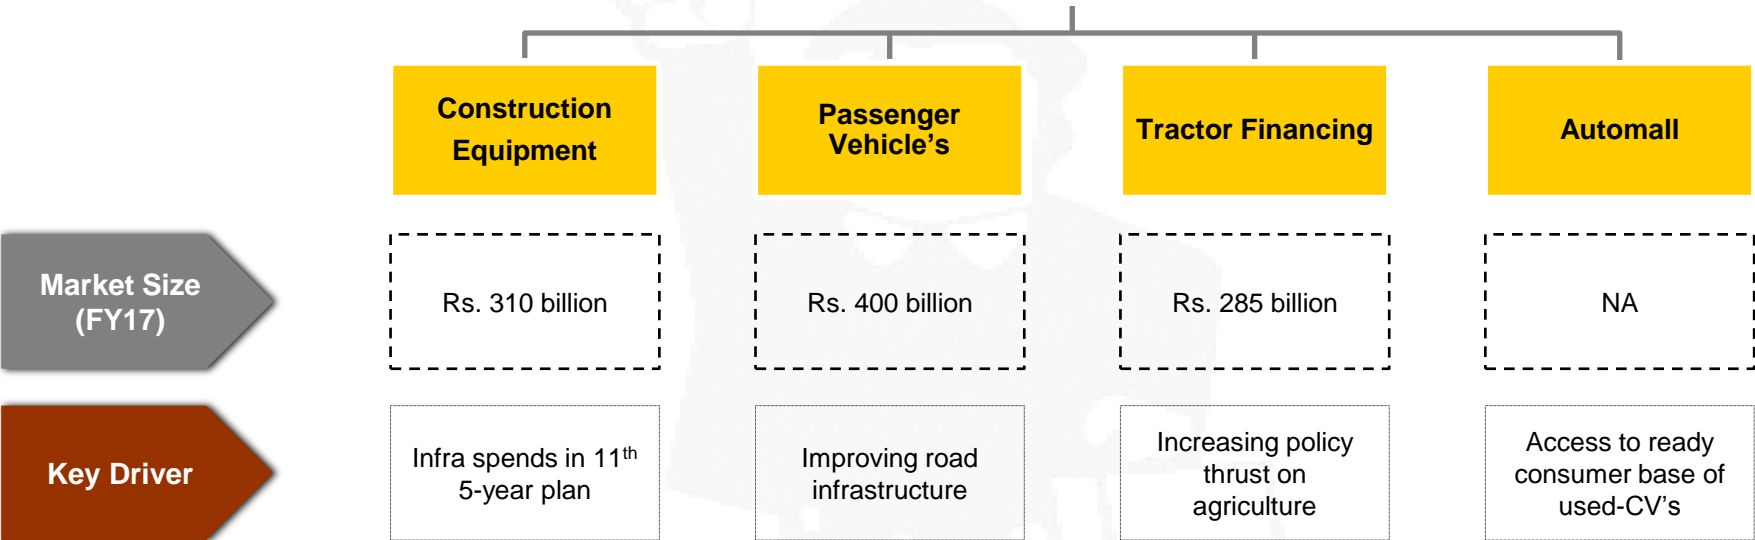 Construction
Equipment
Passenger
Vehicle's
Tractor Financing
Automall
Market Size
(FY17)
Rs. 310 billion
Rs. 400 billion
Rs. 285 billion
NA
Key Driver
Infra spends in 11th
5-year plan
Improving road
infrastructure
Increasing policy
thrust on
agriculture
Access to ready
consumer base of
used-CV's